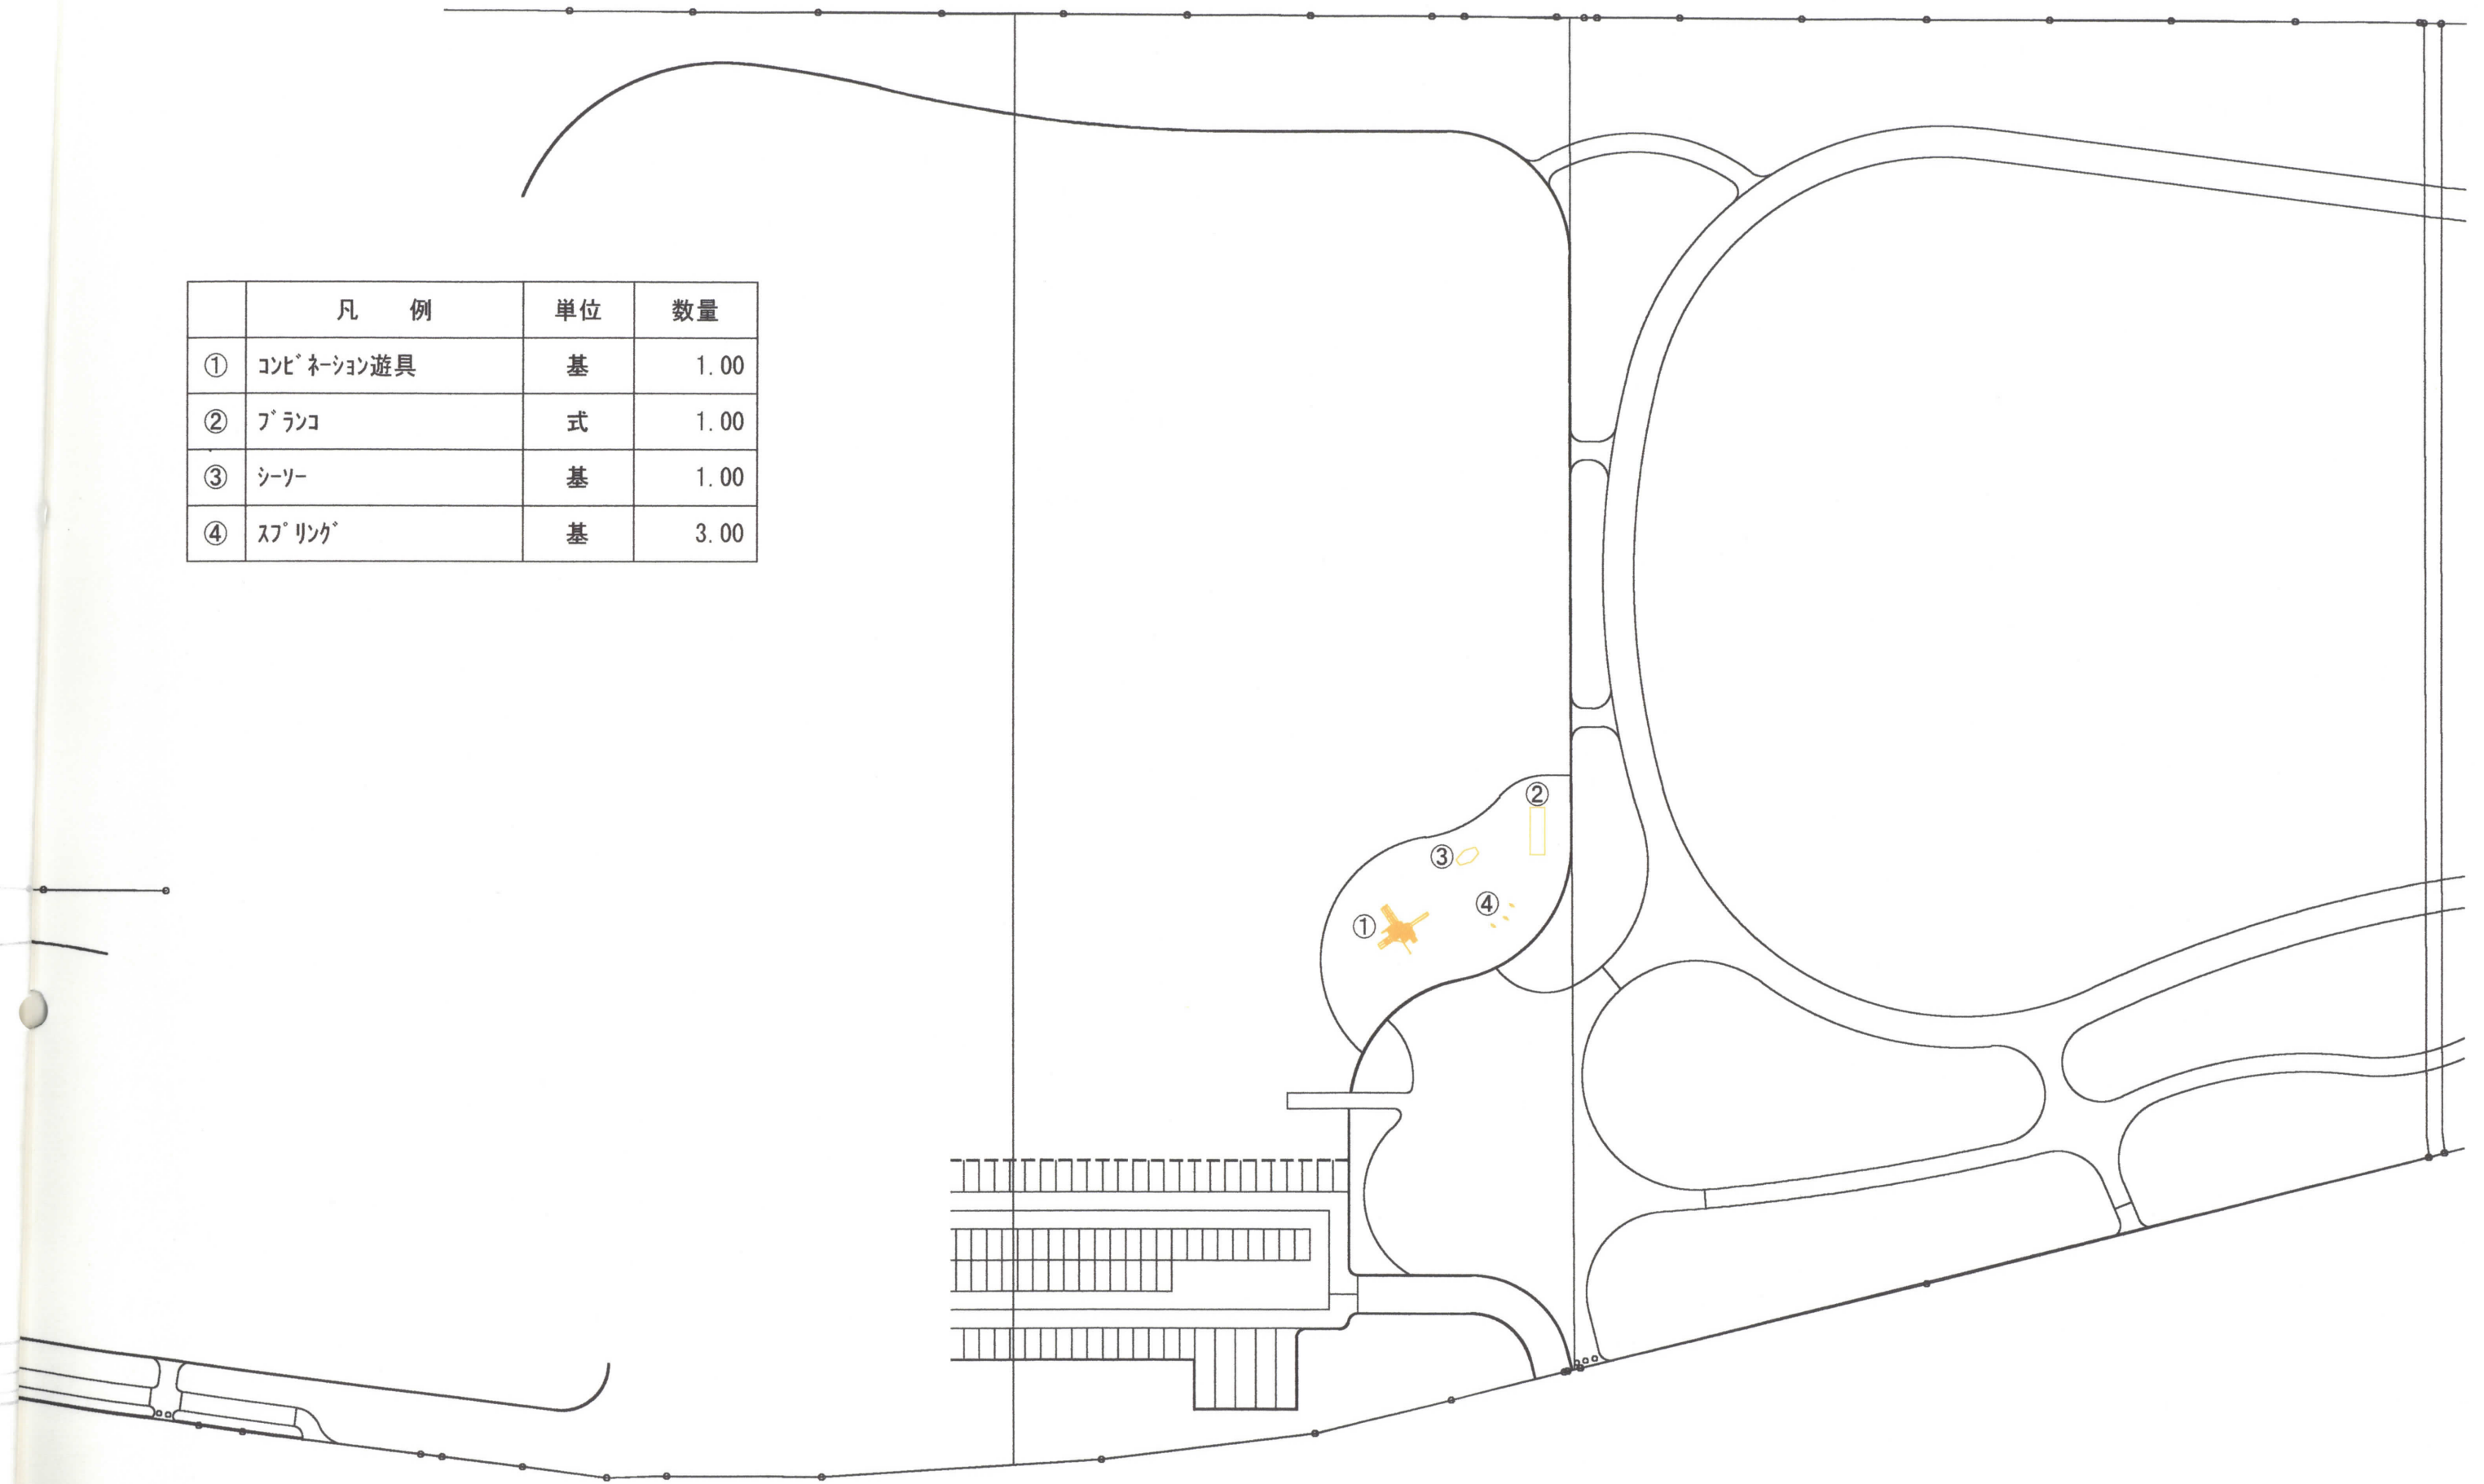 凡 例 単位 数量
① コンビネーション遊具 基 1.00
② ブランコ 式 1.00
③ シーソー 基 1.00
④ スプリング 基 3.00
②
③
④
①